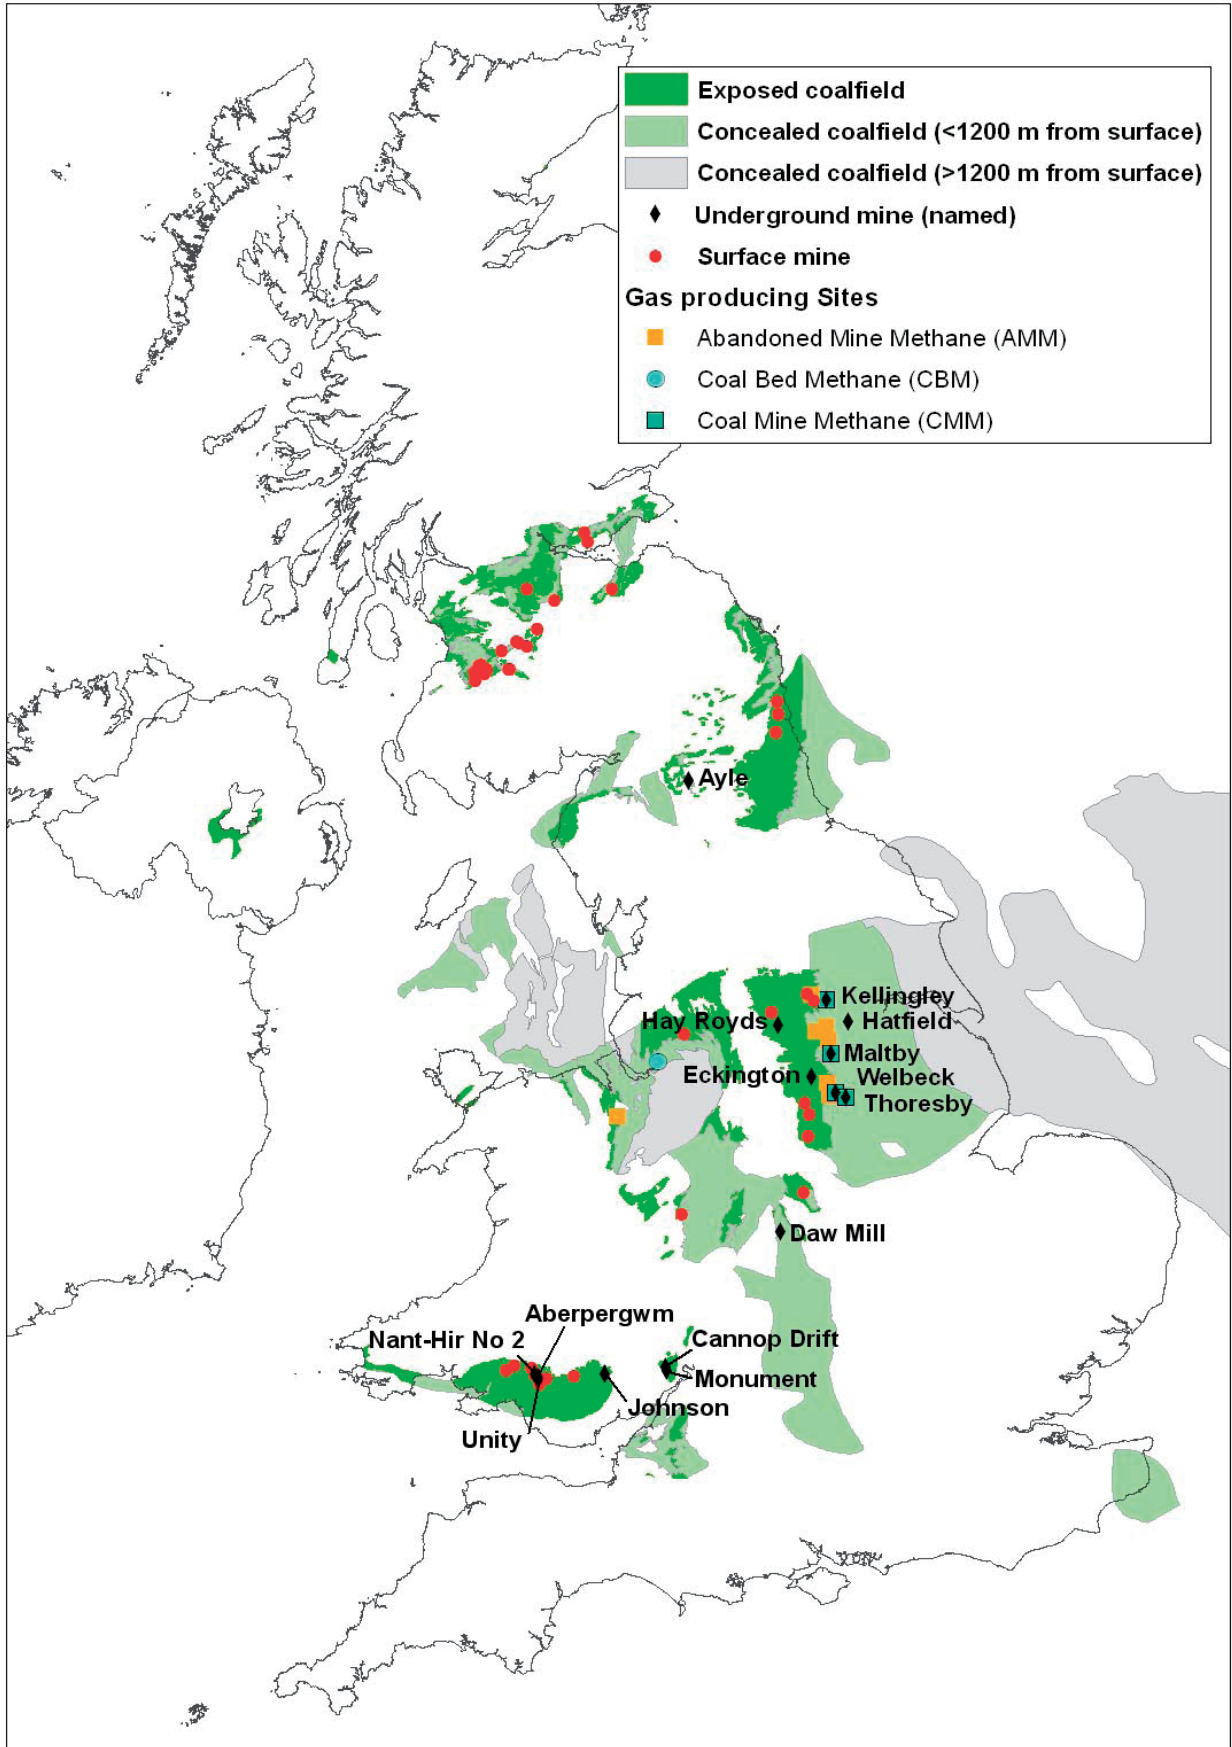 Exposed coalfield
Concealed coalfield (<1200 m from surface)
Concealed coalfield (>1200 m from surface)
Underground mine (named)
Surface mine
Gas producing Sites
Abandoned Mine Methane (AMM)
Coal Bed Methane (CBM)
Coal Mine Methane (CMM)
Ayle
Kellingley
Hay Royds
Hatfield
Maltby
Eckington
Welbeck
Thoresby
Daw Mill
Aberpergwm
Nant-Hir No 2
Cannop Drift
Monument
Johnson
Unity